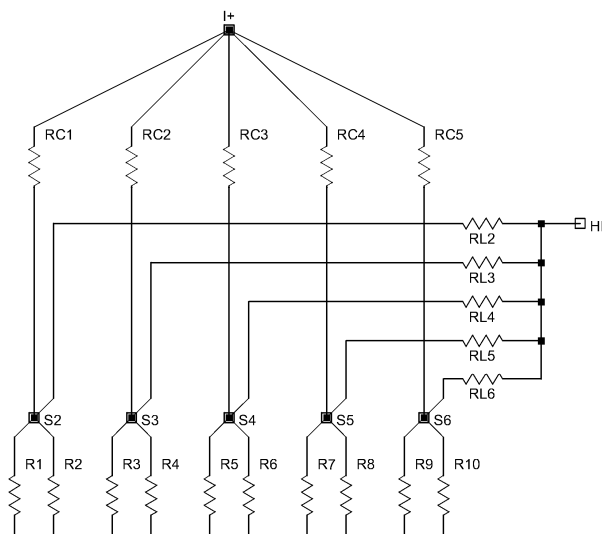 I+
RC1 RC2 RC3 RC4 RC5
HI
RL2
RL3
RL4
RL5
RL6
S2 S3 S4 S5 S6
R1 R2 R3 R4 R5 R6 R7 R8 R9 R10